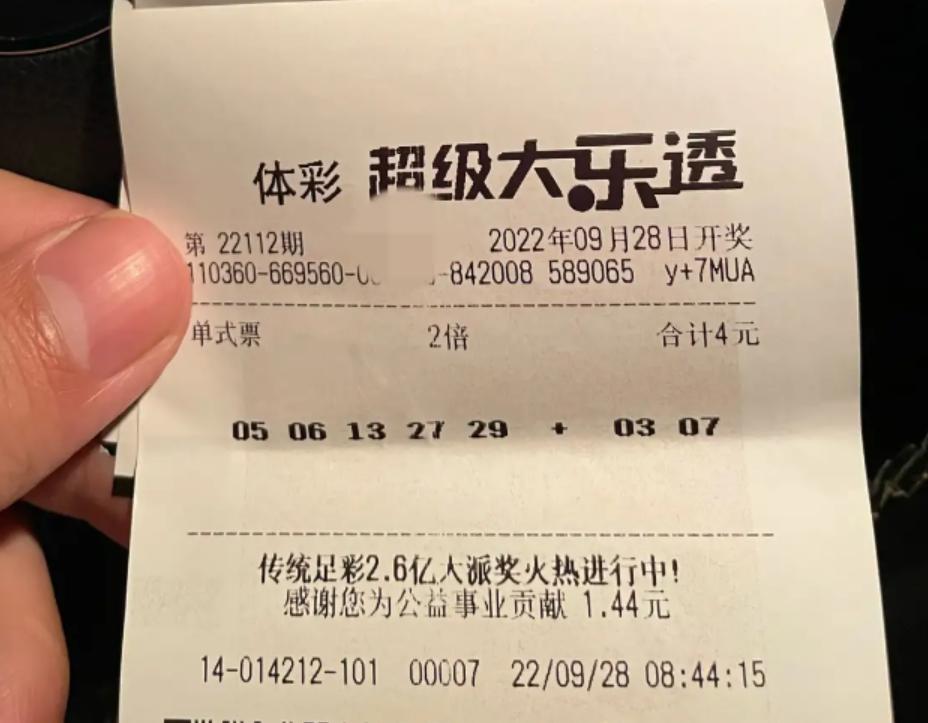 体彩 超级大乐透
第 22112期 2022年09月28日开奖
110360-669560- -842008 589065 y+7MUA
单式票 2倍 合计4元
05 06 13 27 29 + 03 07
传统足彩2.6亿大派奖火热进行中!
感谢您为公益事业贡献 1.44元
14-014212-101 00007 22/09/28 08:44:15